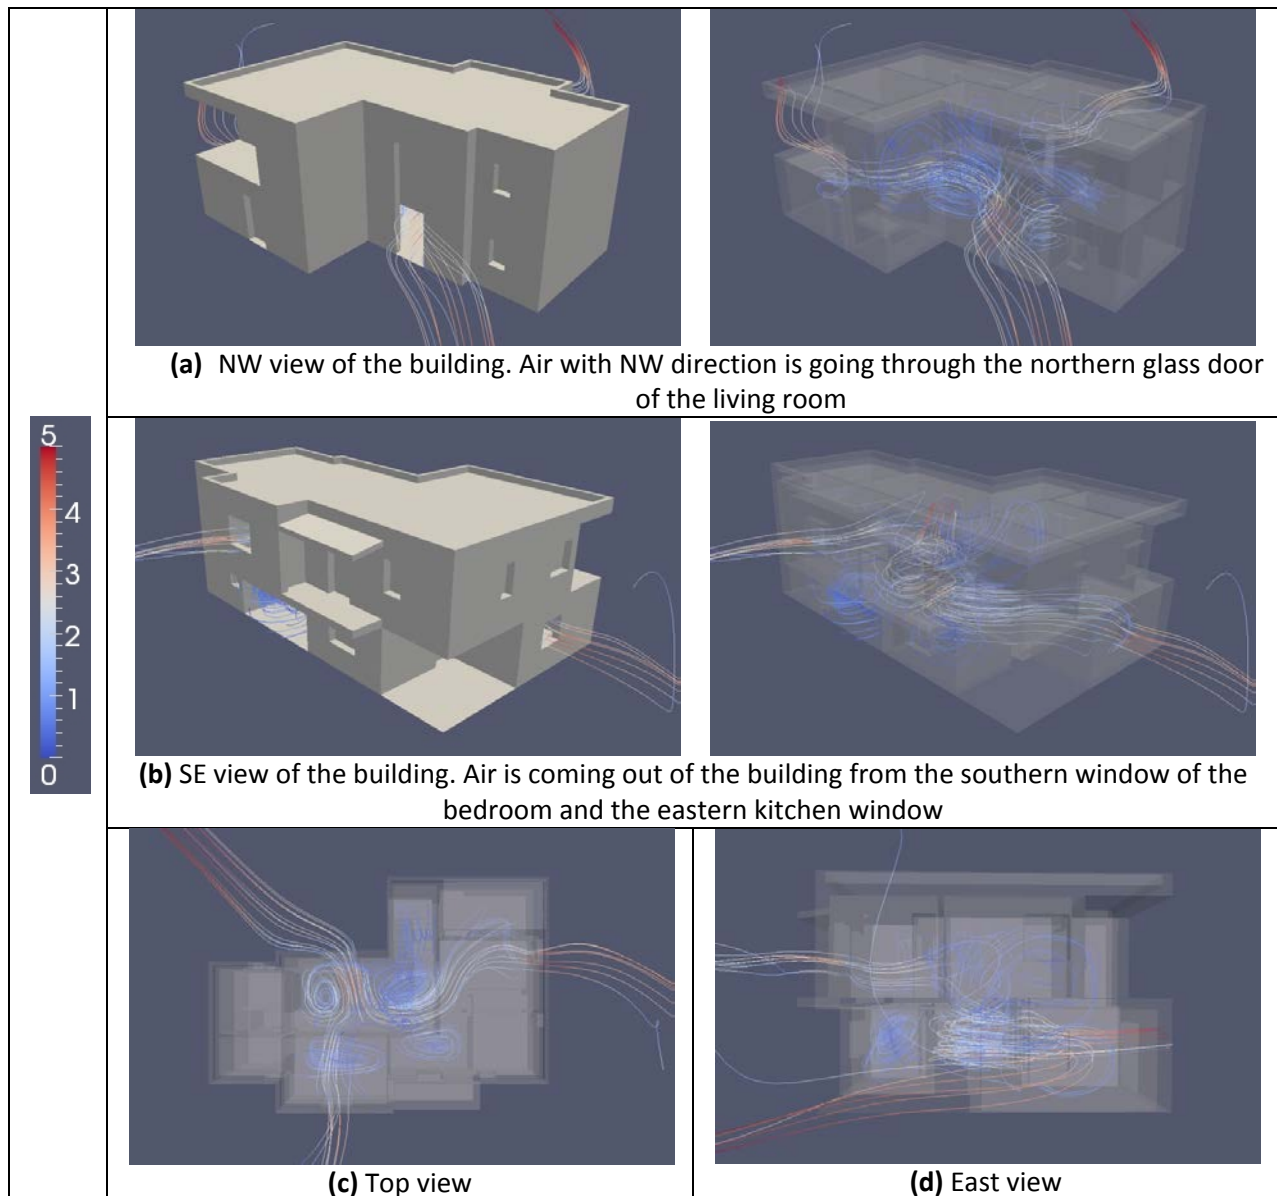 (a) NW view of the building. Air with NW direction is going through the northern glass door
of the living room
5
4
3
2
1
0
(b) SE view of the building. Air is coming out of the building from the southern window of the
bedroom and the eastern kitchen window
(c) Top view
(d) East view